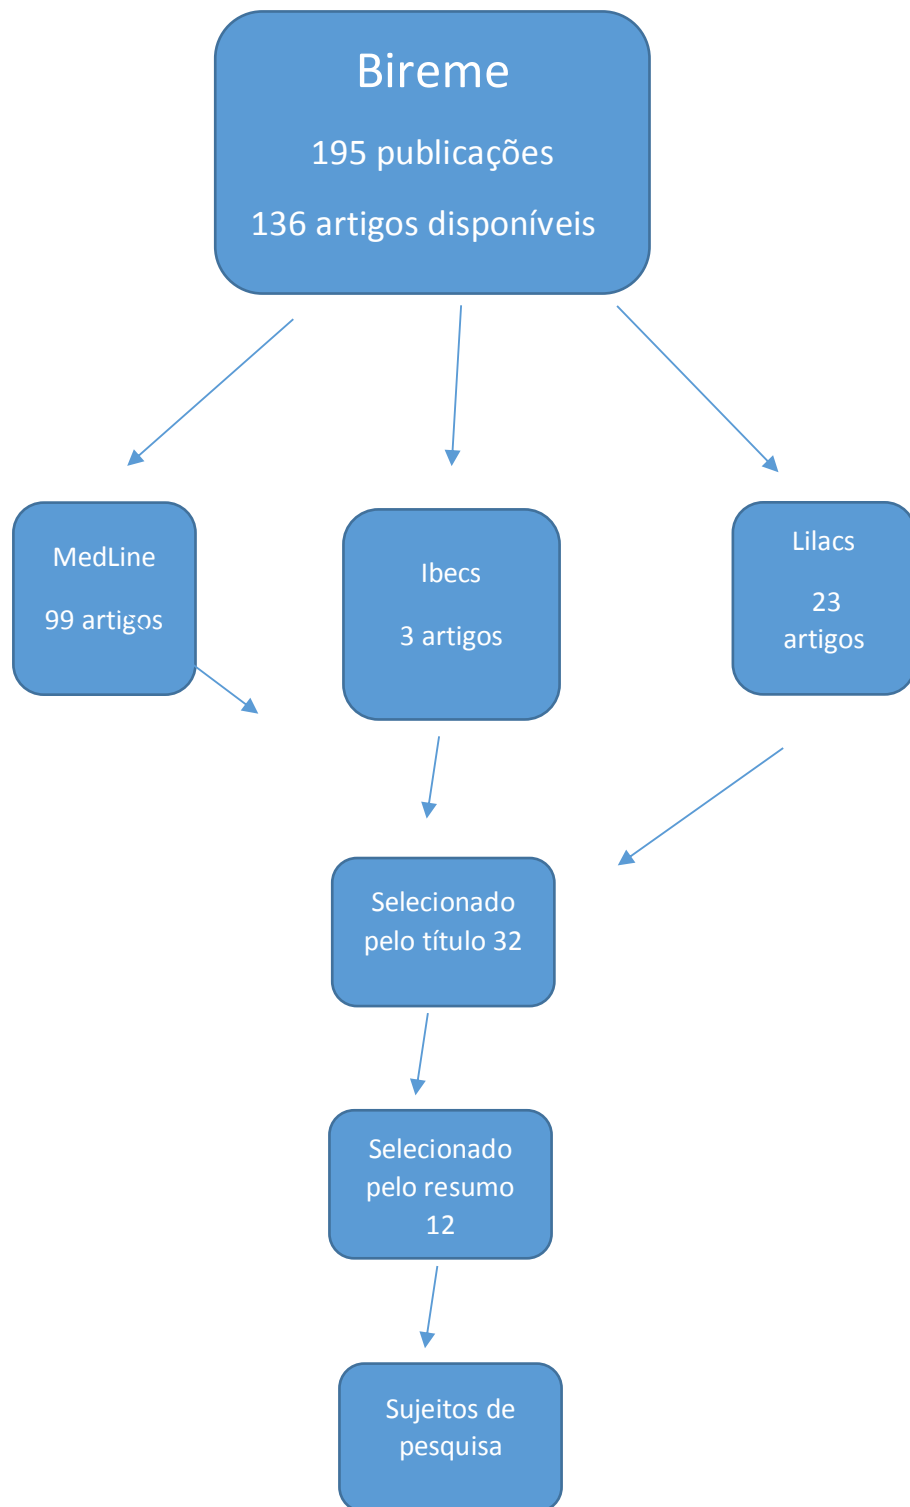 Bireme
195 publicações
136 artigos disponíveis
MedLine
99 artigos
Ibecs
3 artigos
Lilacs
23
artigos
Selecionado
pelo título 32
Selecionado
pelo resumo
12
Sujeitos de
pesquisa